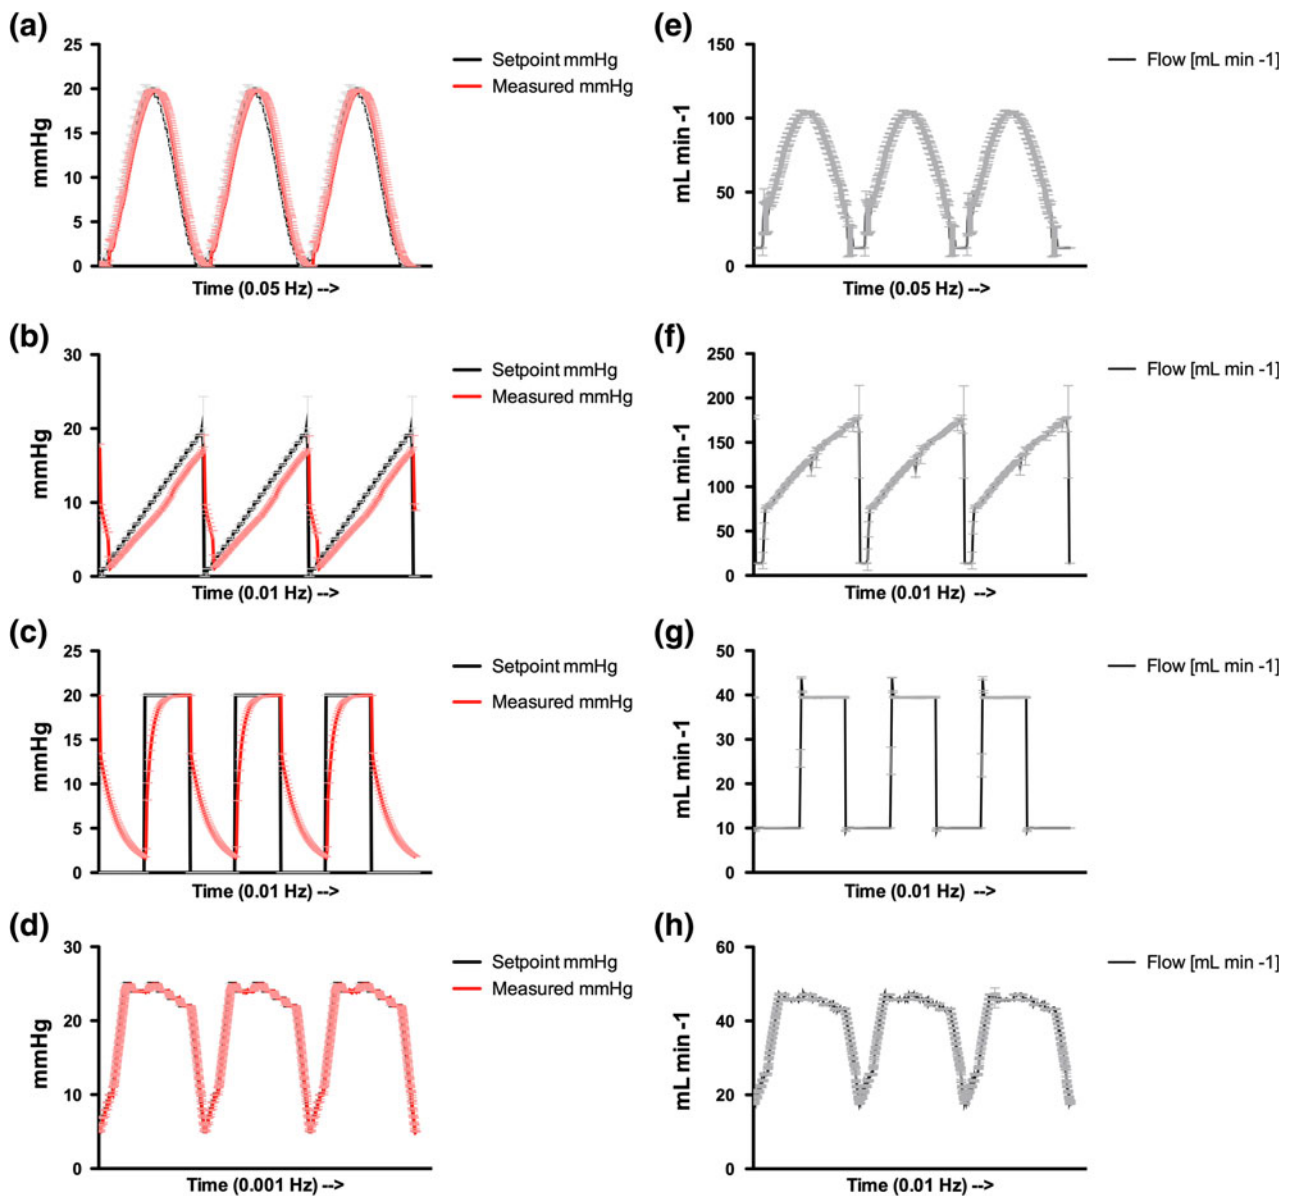 (a)
25
20
15
10
5
0
mmHg
Time (0.05 Hz) -->
Setpoint mmHg
Measured mmHg
(e)
150
100
50
0
mL min -1
Time (0.05 Hz) -->
Flow [mL min -1]
(b)
30
20
10
0
mmHg
Time (0.01 Hz) -->
Setpoint mmHg
Measured mmHg
(f)
250
200
150
100
50
0
mL min -1
Time (0.01 Hz) -->
Flow [mL min -1]
(c)
25
20
15
10
5
0
mmHg
Time (0.01 Hz) -->
Setpoint mmHg
Measured mmHg
(g)
50
40
30
20
10
0
mL min -1
Time (0.01 Hz) -->
Flow [mL min -1]
(d)
30
20
10
0
mmHg
Time (0.001 Hz) -->
Setpoint mmHg
Measured mmHg
(h)
60
40
20
0
mL min -1
Time (0.01 Hz) -->
Flow [mL min -1]